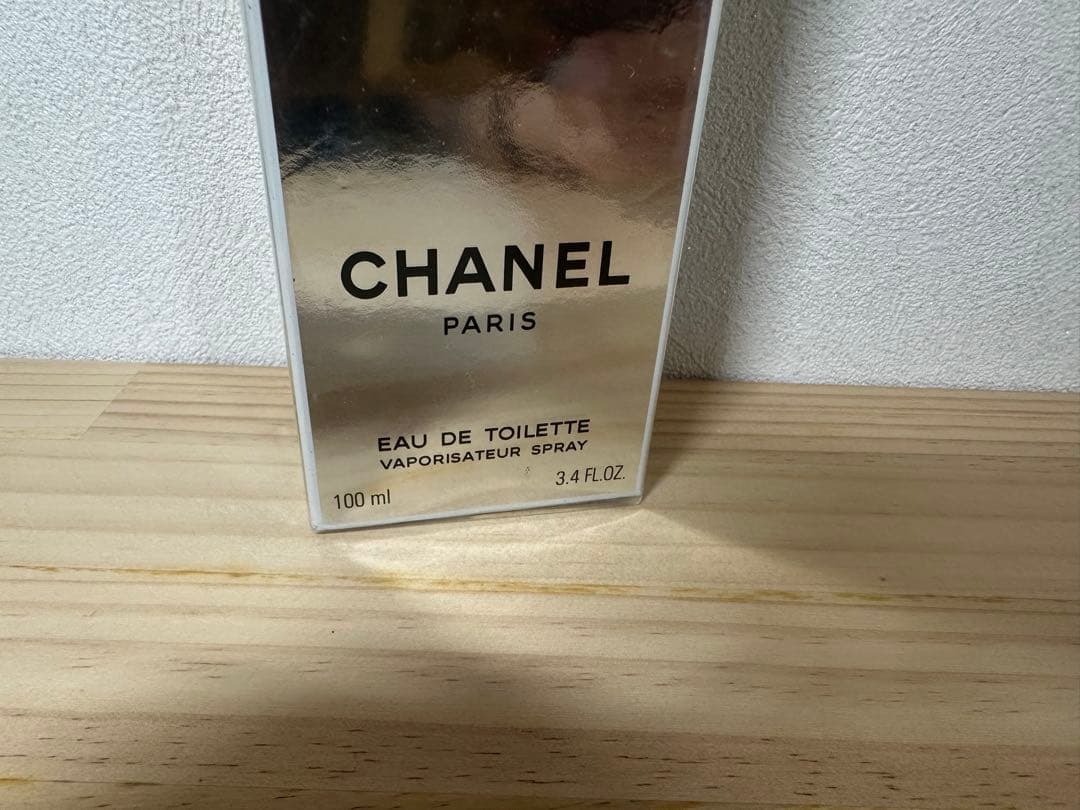 CHANEL
PARIS
EAU DE TOILETTE
VAPORISATEUR SPRAY
100 ml
3.4 FL.OZ.